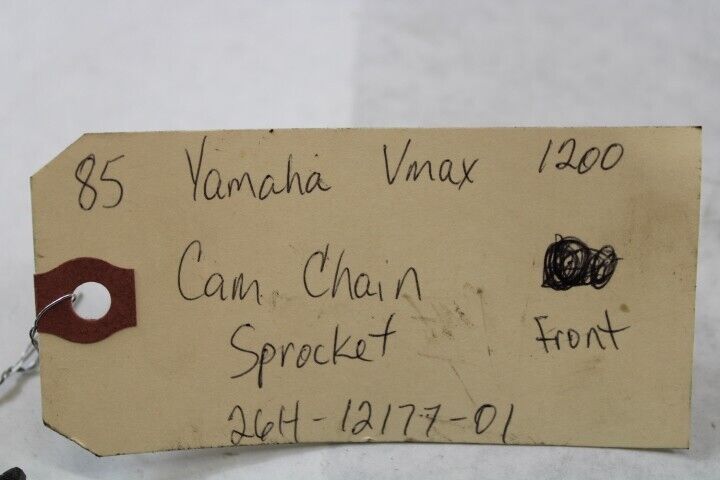 85 Yamaha Vmax 1200
Cam Chain
Sprocket Front
26H-12177-01